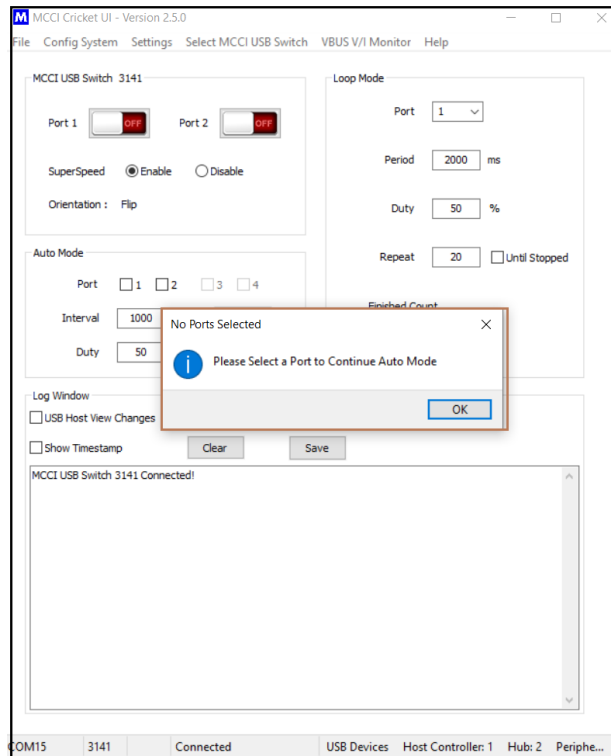 M MCCI Cricket UI - Version 2.5.0
File Config System Settings Select MCCI USB Switch VBUS V/I Monitor Help
MCCI USB Switch 3141
Port 1 OFF Port 2 OFF
SuperSpeed Enable Disable
Orientation : Flip
Loop Mode
Port 1
Period 2000 ms
Duty 50 %
Repeat 20 Until Stopped
Finished Count
Auto Mode
Port 1 2 3 4
Interval 1000
Duty 50
No Ports Selected
i Please Select a Port to Continue Auto Mode
OK
Log Window
USB Host View Changes
Show Timestamp Clear Save
MCCI USB Switch 3141 Connected!
COM15 3141 Connected USB Devices Host Controller: 1 Hub: 2 Periphe...